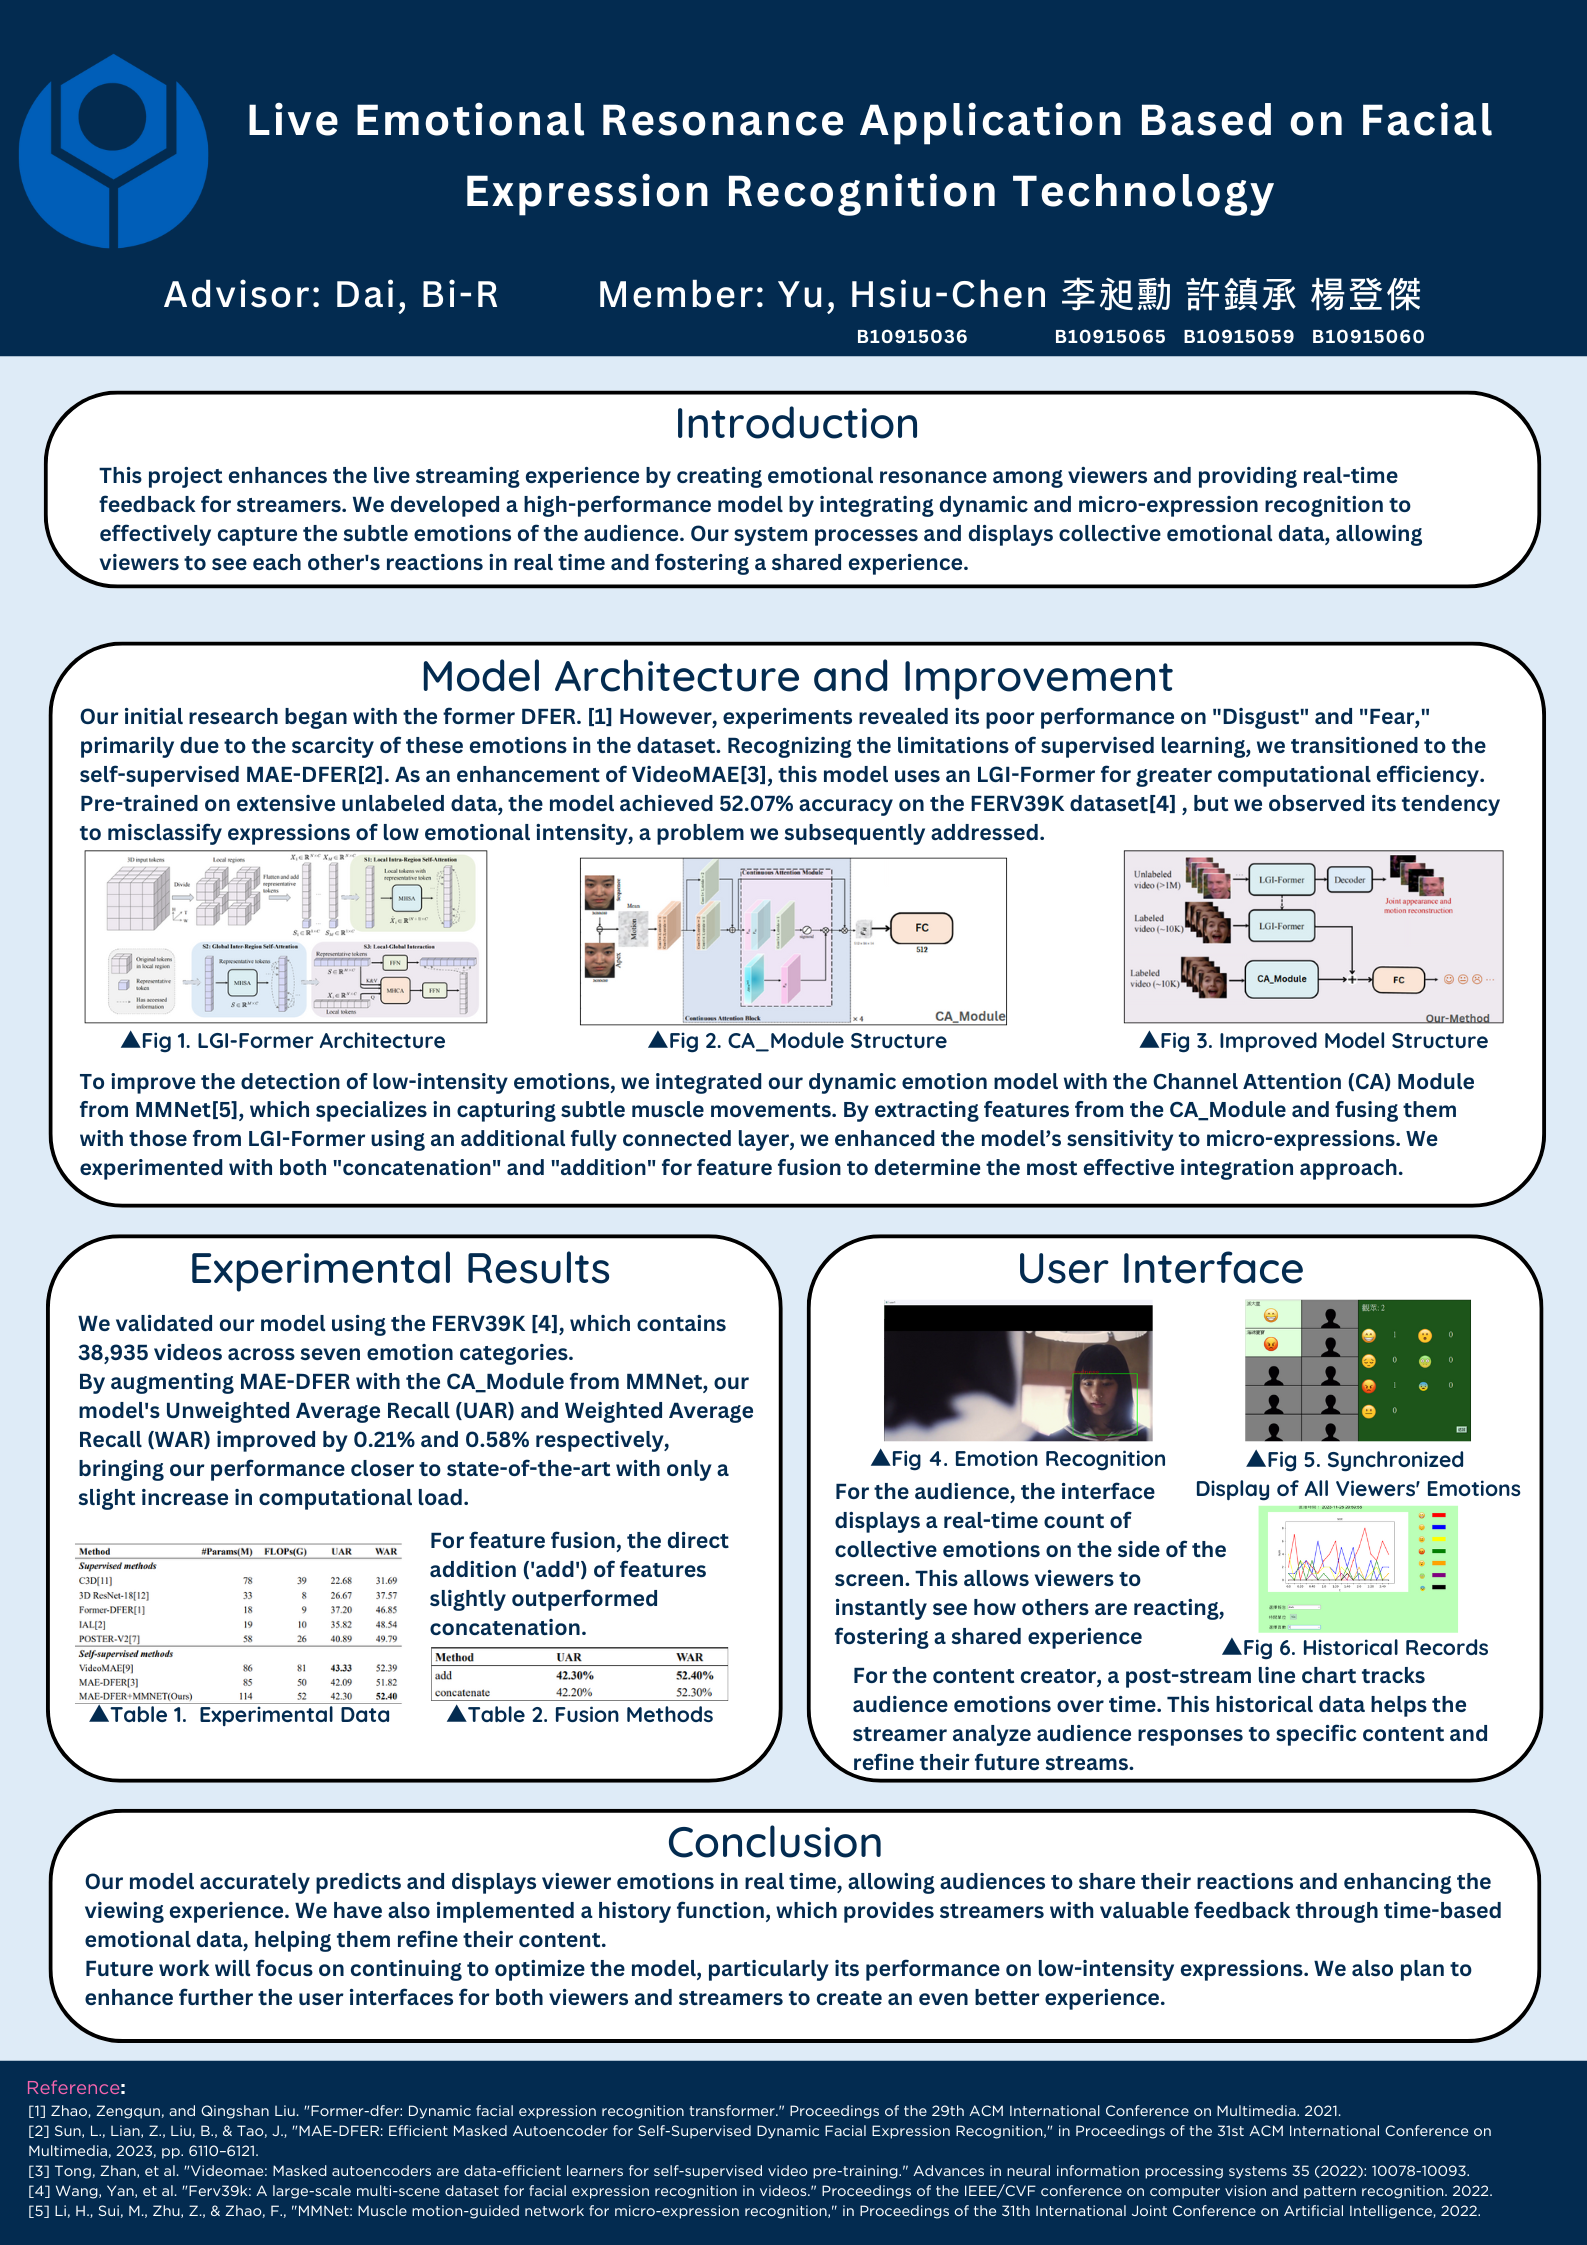 Live Emotional Resonance Application Based on Facial
Expression Recognition Technology
Advisor: Dai, Bi-R
Member: Yu, Hsiu-Chen 李昶勳 許鎮承 楊登傑
B10915036 B10915065 B10915059 B10915060
Introduction
This project enhances the live streaming experience by creating emotional resonance among viewers and providing real-time
feedback for streamers. We developed a high-performance model by integrating dynamic and micro-expression recognition to
effectively capture the subtle emotions of the audience. Our system processes and displays collective emotional data, allowing
viewers to see each other's reactions in real time and fostering a shared experience.
Model Architecture and Improvement
Our initial research began with the former DFER. [1] However, experiments revealed its poor performance on "Disgust" and "Fear,"
primarily due to the scarcity of these emotions in the dataset. Recognizing the limitations of supervised learning, we transitioned to the
self-supervised MAE-DFER[2]. As an enhancement of VideoMAE[3], this model uses an LGI-Former for greater computational efficiency.
Pre-trained on extensive unlabeled data, the model achieved 52.07% accuracy on the FERV39K dataset[4] , but we observed its tendency
to misclassify expressions of low emotional intensity, a problem we subsequently addressed.
3D input tokens
Local regions
Divide
Flatten and add
representative
tokens
S1: Local Intra-Region Self-Attention
Local tokens with
representative token
MHSA
Original tokens
in local region
Representative
token
Has accessed
information
S2: Global Inter-Region Self-Attention
Representative tokens
MHSA
S3: Local-Global Interaction
Representative tokens
FFN
K&V
Q
MHCA
FFN
Local tokens
▲Fig 1. LGI-Former Architecture
Sequence
Apex
Mean
Motion
Continuous Attention Module
Continuous Attention Block
× 4
FC
512
CA_Module
▲Fig 2. CA_Module Structure
Unlabeled
video (>1M)
LGI-Former
Decoder
Joint appearance and
motion reconstruction
Labeled
video (~10K)
LGI-Former
Labeled
video (~10K)
CA_Module
+
FC
Our-Method
▲Fig 3. Improved Model Structure
To improve the detection of low-intensity emotions, we integrated our dynamic emotion model with the Channel Attention (CA) Module
from MMNet[5], which specializes in capturing subtle muscle movements. By extracting features from the CA_Module and fusing them
with those from LGI-Former using an additional fully connected layer, we enhanced the model’s sensitivity to micro-expressions. We
experimented with both "concatenation" and "addition" for feature fusion to determine the most effective integration approach.
Experimental Results
We validated our model using the FERV39K [4], which contains
38,935 videos across seven emotion categories.
By augmenting MAE-DFER with the CA_Module from MMNet, our
model's Unweighted Average Recall (UAR) and Weighted Average
Recall (WAR) improved by 0.21% and 0.58% respectively,
bringing our performance closer to state-of-the-art with only a
slight increase in computational load.
Method #Params(M) FLOPs(G) UAR WAR
Supervised methods
C3D[11] 78 39 22.68 31.69
3D ResNet-18[12] 33 8 26.67 37.57
Former-DFER[1] 18 9 37.20 46.85
IAL[2] 19 10 35.82 48.54
POSTER-V2[7] 58 26 40.89 49.79
Self-supervised methods
VideoMAE[9] 86 81 43.33 52.39
MAE-DFER[3] 85 50 42.09 51.82
MAE-DFER+MMNET(Ours) 114 52 42.30 52.40
▲Table 1. Experimental Data
For feature fusion, the direct
addition ('add') of features
slightly outperformed
concatenation.
Method UAR WAR
add 42.30% 52.40%
concatenate 42.20% 52.30%
▲Table 2. Fusion Methods
User Interface
▲Fig 4. Emotion Recognition
觀眾: 2
1 0
0 0
1 0
0
▲Fig 5. Synchronized
Display of All Viewers' Emotions
For the audience, the interface
displays a real-time count of
collective emotions on the side of the
screen. This allows viewers to
instantly see how others are reacting,
fostering a shared experience
▲Fig 6. Historical Records
For the content creator, a post-stream line chart tracks
audience emotions over time. This historical data helps the
streamer analyze audience responses to specific content and
refine their future streams.
Conclusion
Our model accurately predicts and displays viewer emotions in real time, allowing audiences to share their reactions and enhancing the
viewing experience. We have also implemented a history function, which provides streamers with valuable feedback through time-based
emotional data, helping them refine their content.
Future work will focus on continuing to optimize the model, particularly its performance on low-intensity expressions. We also plan to
enhance further the user interfaces for both viewers and streamers to create an even better experience.
Reference:
[1] Zhao, Zengqun, and Qingshan Liu. "Former-dfer: Dynamic facial expression recognition transformer." Proceedings of the 29th ACM International Conference on Multimedia. 2021.
[2] Sun, L., Lian, Z., Liu, B., & Tao, J., "MAE-DFER: Efficient Masked Autoencoder for Self-Supervised Dynamic Facial Expression Recognition," in Proceedings of the 31st ACM International Conference on
Multimedia, 2023, pp. 6110–6121.
[3] Tong, Zhan, et al. "Videomae: Masked autoencoders are data-efficient learners for self-supervised video pre-training." Advances in neural information processing systems 35 (2022): 10078-10093.
[4] Wang, Yan, et al. "Ferv39k: A large-scale multi-scene dataset for facial expression recognition in videos." Proceedings of the IEEE/CVF conference on computer vision and pattern recognition. 2022.
[5] Li, H., Sui, M., Zhu, Z., & Zhao, F., "MMNet: Muscle motion-guided network for micro-expression recognition," in Proceedings of the 31th International Joint Conference on Artificial Intelligence, 2022.